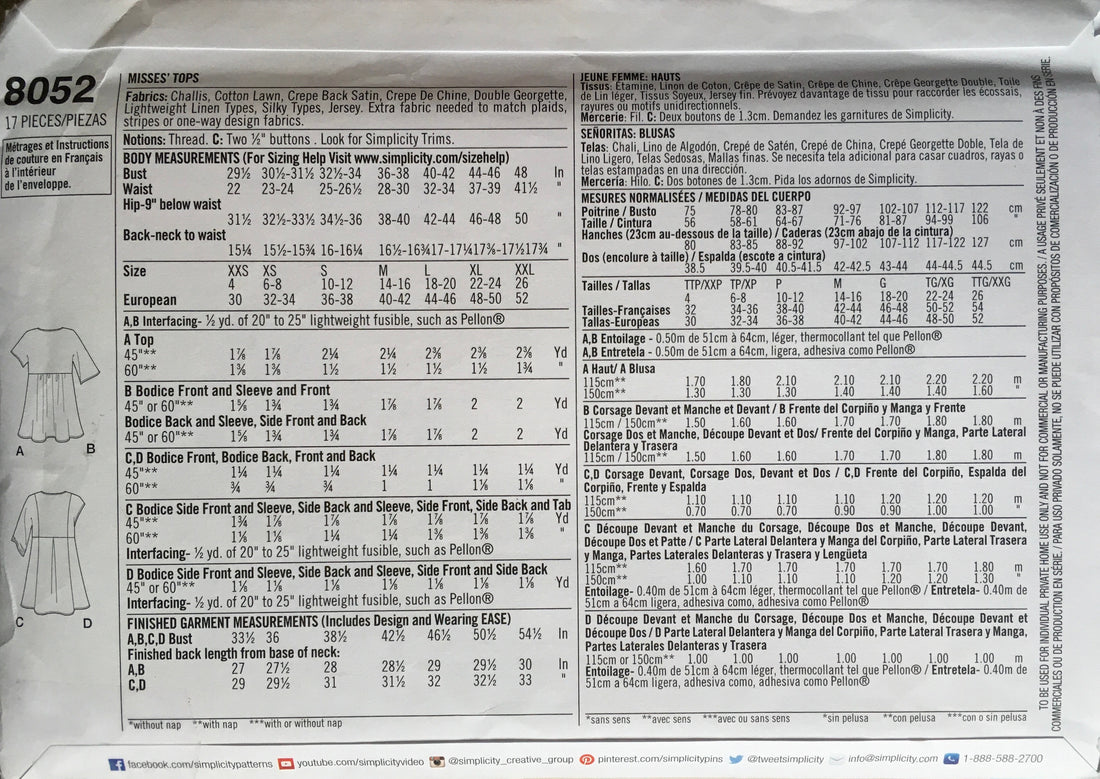 8052
17 PIECES/PIEZAS
Métrages et Instructions
de couture en Français
à l'intérieur
de l'enveloppe.
A
B
C
D
MISSES' TOPS
Fabrics: Challis, Cotton Lawn, Crepe Back Satin, Crepe De Chine, Double Georgette,
Lightweight Linen Types, Silky Types, Jersey. Extra fabric needed to match plaids,
stripes or one-way design fabrics.
Notions: Thread. C: Two ½" buttons . Look for Simplicity Trims.
BODY MEASUREMENTS (For Sizing Help Visit www.simplicity.com/sizehelp)
Bust 29½ 30½-31½ 32½-34 36-38 40-42 44-46 48 In
Waist 22 23-24 25-26½ 28-30 32-34 37-39 41½ "
Hip-9" below waist
31½ 32½-33½ 34½-36 38-40 42-44 46-48 50 "
Back-neck to waist
15¼ 15½-15¾ 16-16¼ 16½-16¾ 17-17¼ 17⅜-17½ 17¾ "
Size XXS XS S M L XL XXL
4 6-8 10-12 14-16 18-20 22-24 26
European 30 32-34 36-38 40-42 44-46 48-50 52
A,B Interfacing- ½ yd. of 20" to 25" lightweight fusible, such as Pellon®
A Top
45"** 1⅞ 1⅞ 2¼ 2¼ 2⅜ 2⅜ 2⅜ Yd
60"** 1⅜ 1⅜ 1½ 1½ 1½ 1½ 1¾ "
B Bodice Front and Sleeve and Front
45" or 60"** 1⅝ 1¾ 1¾ 1⅞ 1⅞ 2 2 Yd
Bodice Back and Sleeve, Side Front and Back
45" or 60"** 1⅝ 1¾ 1¾ 1⅞ 1⅞ 2 2 Yd
C,D Bodice Front, Bodice Back, Front and Back
45"** 1¼ 1¼ 1¼ 1¼ 1¼ 1¼ 1¼ Yd
60"** ¾ ¾ ¾ 1 1 1⅛ 1⅛ "
C Bodice Side Front and Sleeve, Side Back and Sleeve, Side Front, Side Back and Tab
45"** 1¾ 1⅞ 1⅞ 1⅞ 1⅞ 1⅞ 1⅞ Yd
60"** 1⅛ 1⅛ 1¼ 1¾ 1⅜ 1⅜ 1⅜ "
Interfacing- ½ yd. of 20" to 25" lightweight fusible, such as Pellon®
D Bodice Side Front and Sleeve, Side Back and Sleeve, Side Front and Side Back
45" or 60"** 1⅛ 1⅛ 1⅛ 1⅛ 1⅛ 1⅛ 1⅛ Yd
Interfacing- ½ yd. of 20" to 25" lightweight fusible, such as Pellon®
FINISHED GARMENT MEASUREMENTS (Includes Design and Wearing EASE)
A,B,C,D Bust 33½ 36 38½ 42½ 46½ 50½ 54½ In
Finished back length from base of neck:
A,B 27 27½ 28 28½ 29 29½ 30 In
C,D 29 29½ 31 31½ 32 32½ 33 "
*without nap **with nap ***with or without nap
JEUNE FEMME: HAUTS
Tissus: Étamine, Linon de Coton, Crêpe de Satin, Crêpe de Chine, Crêpe Georgette Double, Toile
de Lin léger, Tissus Soyeux, Jersey fin. Prévoyez davantage de tissu pour raccorder les écossais,
rayures ou motifs unidirectionnels.
Mercerie: Fil. C: Deux boutons de 1.3cm. Demandez les garnitures de Simplicity.
SEÑORITAS: BLUSAS
Telas: Chali, Lino de Algodón, Crepé de Satén, Crepé de China, Crepé Georgette Doble, Tela de
Lino Ligero, Telas Sedosas, Mallas finas. Se necesita tela adicional para casar cuadros, rayas o
telas estampadas en una dirección.
Mercería: Hilo. C: Dos botones de 1.3cm. Pida los adornos de Simplicity.
MESURES NORMALISÉES / MEDIDAS DEL CUERPO
Poitrine / Busto 75 78-80 83-87 92-97 102-107 112-117 122 cm
Taille / Cintura 56 58-61 64-67 71-76 81-87 94-99 106 "
Hanches (23cm au-dessous de la taille) / Caderas (23cm abajo de la cintura)
80 83-85 88-92 97-102 107-112 117-122 127 cm
Dos (encolure à taille) / Espalda (escote a cintura)
38.5 39.5-40 40.5-41.5 42-42.5 43-44 44-44.5 44.5 cm
Tailles / Tallas TTP/XXP TP/XP P M G TG/XG TTG/XXG
4 6-8 10-12 14-16 18-20 22-24 26
Tailles-Françaises 32 34-36 38-40 42-44 46-48 50-52 54
Tallas-Europeas 30 32-34 36-38 40-42 44-46 48-50 52
A,B Entoilage - 0.50m de 51cm à 64cm, léger, thermocollant tel que Pellon®
A,B Entretela - 0.50m de 51cm a 64cm, ligera, adhesiva como Pellon®
A Haut/ A Blusa
115cm** 1.70 1.80 2.10 2.10 2.10 2.20 2.20 m
150cm** 1.30 1.30 1.30 1.40 1.40 1.40 1.60 "
B Corsage Devant et Manche et Devant / B Frente del Corpiño y Manga y Frente
115cm / 150cm** 1.50 1.60 1.60 1.70 1.70 1.80 1.80 m
Corsage Dos et Manche, Découpe Devant et Dos/ Frente del Corpiño y Manga, Parte Lateral
Delantera y Trasera
115cm / 150cm** 1.50 1.60 1.60 1.70 1.70 1.80 1.80 m
C,D Corsage Devant, Corsage Dos, Devant et Dos / C,D Frente del Corpiño, Espalda del
Corpiño, Frente y Espalda
115cm** 1.10 1.10 1.10 1.10 1.10 1.20 1.20 m
150cm** 0.70 0.70 0.70 0.90 0.90 1.00 1.00 "
C Découpe Devant et Manche du Corsage, Découpe Dos et Manche, Découpe Devant,
Découpe Dos et Patte / C Parte Lateral Delantera y Manga del Corpiño, Parte Lateral Trasera
y Manga, Partes Laterales Delanteras y Trasera y Lengüeta
115cm** 1.60 1.70 1.70 1.70 1.70 1.70 1.80 m
150cm** 1.00 1.10 1.10 1.10 1.20 1.20 1.30 "
Entoilage- 0.40m de 51cm à 64cm léger, thermocollant tel que Pellon® / Entretela- 0.40m de
51cm a 64cm ligera, adhesiva como, adhesiva como Pellon®
D Découpe Devant et Manche du Corsage, Découpe Dos et Manche, Découpe Devant et
Découpe Dos / D Parte Lateral Delantera y Manga del Corpiño, Parte Lateral Trasera y Manga,
Partes Laterales Delanteras y Trasera
115cm or 150cm** 1.00 1.00 1.00 1.00 1.00 1.00 1.00 m
Entoilage- 0.40m de 51cm à 64cm léger, thermocollant tel que Pellon® / Entretela- 0.40m de
51cm a 64cm ligera, adhesiva como, adhesiva como Pellon®
*sans sens **avec sens ***avec ou sans sens *sin pelusa **con pelusa ***con o sin pelusa
TO BE USED FOR INDIVIDUAL PRIVATE HOME USE ONLY AND NOT FOR COMMERCIAL OR MANUFACTURING PURPOSES. / A USAGE PRIVÉ SEULEMENT ET NON À DES FINS
COMMERCIALES OU DE PRODUCTION EN SÉRIE. / PARA USO PRIVADO SOLAMENTE, NO SE PUEDE UTILIZAR CON PROPÓSITOS DE COMERCIALIZACIÓN O DE PRODUCCIÓN EN SERIE.
facebook.com/simplicitypatterns youtube.com/simplicityvideo @simplicity_creative_group pinterest.com/simplicitypins @tweetsimplicity info@simplicity.com 1-888-588-2700